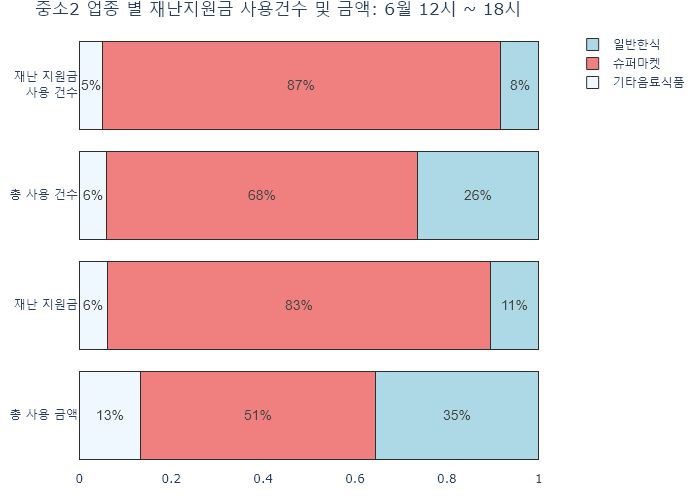 중소2 업종 별 재난지원금 사용건수 및 금액: 6월 12시 ~ 18시
일반한식
슈퍼마켓
기타음료식품
재난 지원금
사용 건수
5%
87%
8%
총 사용 건수
6%
68%
26%
재난 지원금
6%
83%
11%
총 사용 금액
13%
51%
35%
0
0.2
0.4
0.6
0.8
1